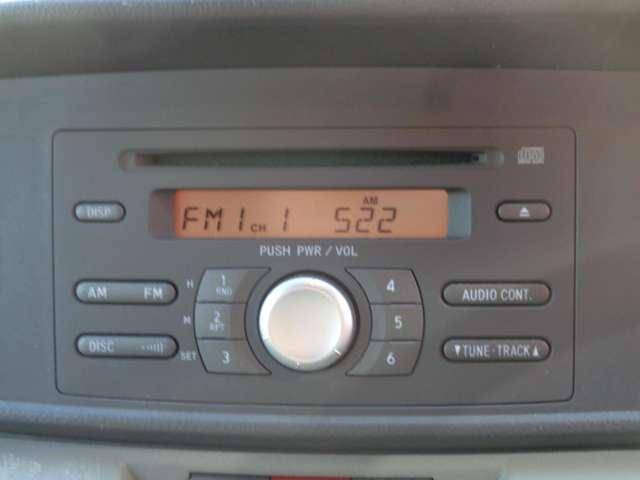 DISP
FM1 CH 1 AM 522
PUSH PWR / VOL
AM FM
H 1 RND
4
AUDIO CONT.
M 2 RPT
5
DISC
SET 3
6
▼TUNE·TRACK▲